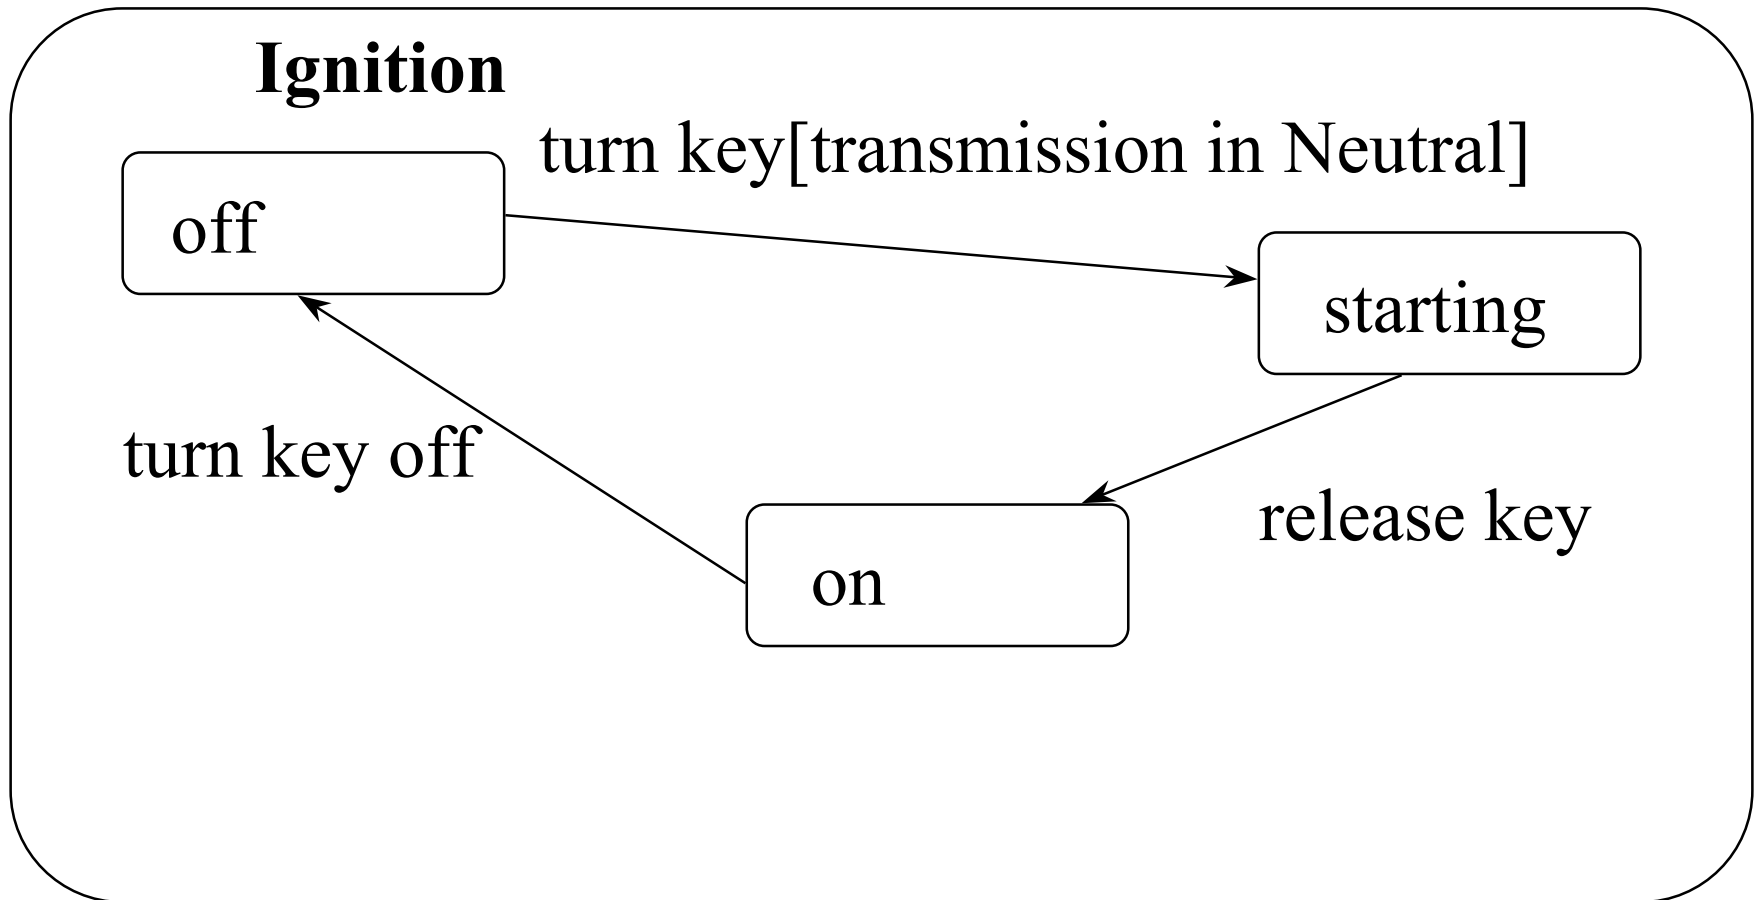 Ignition
turn key[transmission in Neutral]
off
starting
turn key off
release key
on